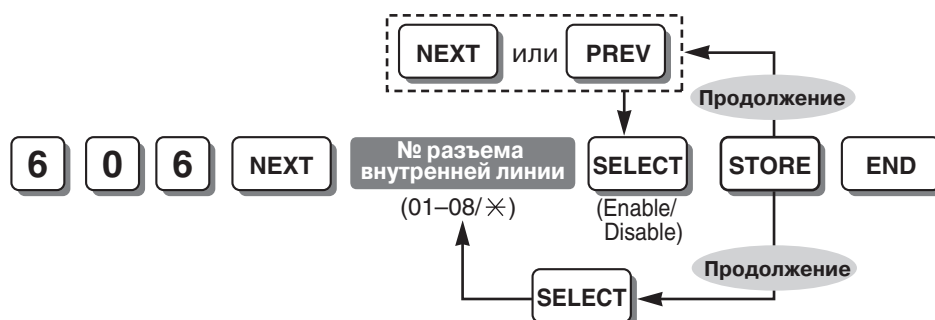 NEXT или PREV
Продолжение
6 0 6 NEXT № разъема внутренней линии SELECT STORE END
(01–08/✳)
(Enable/
Disable)
Продолжение
SELECT